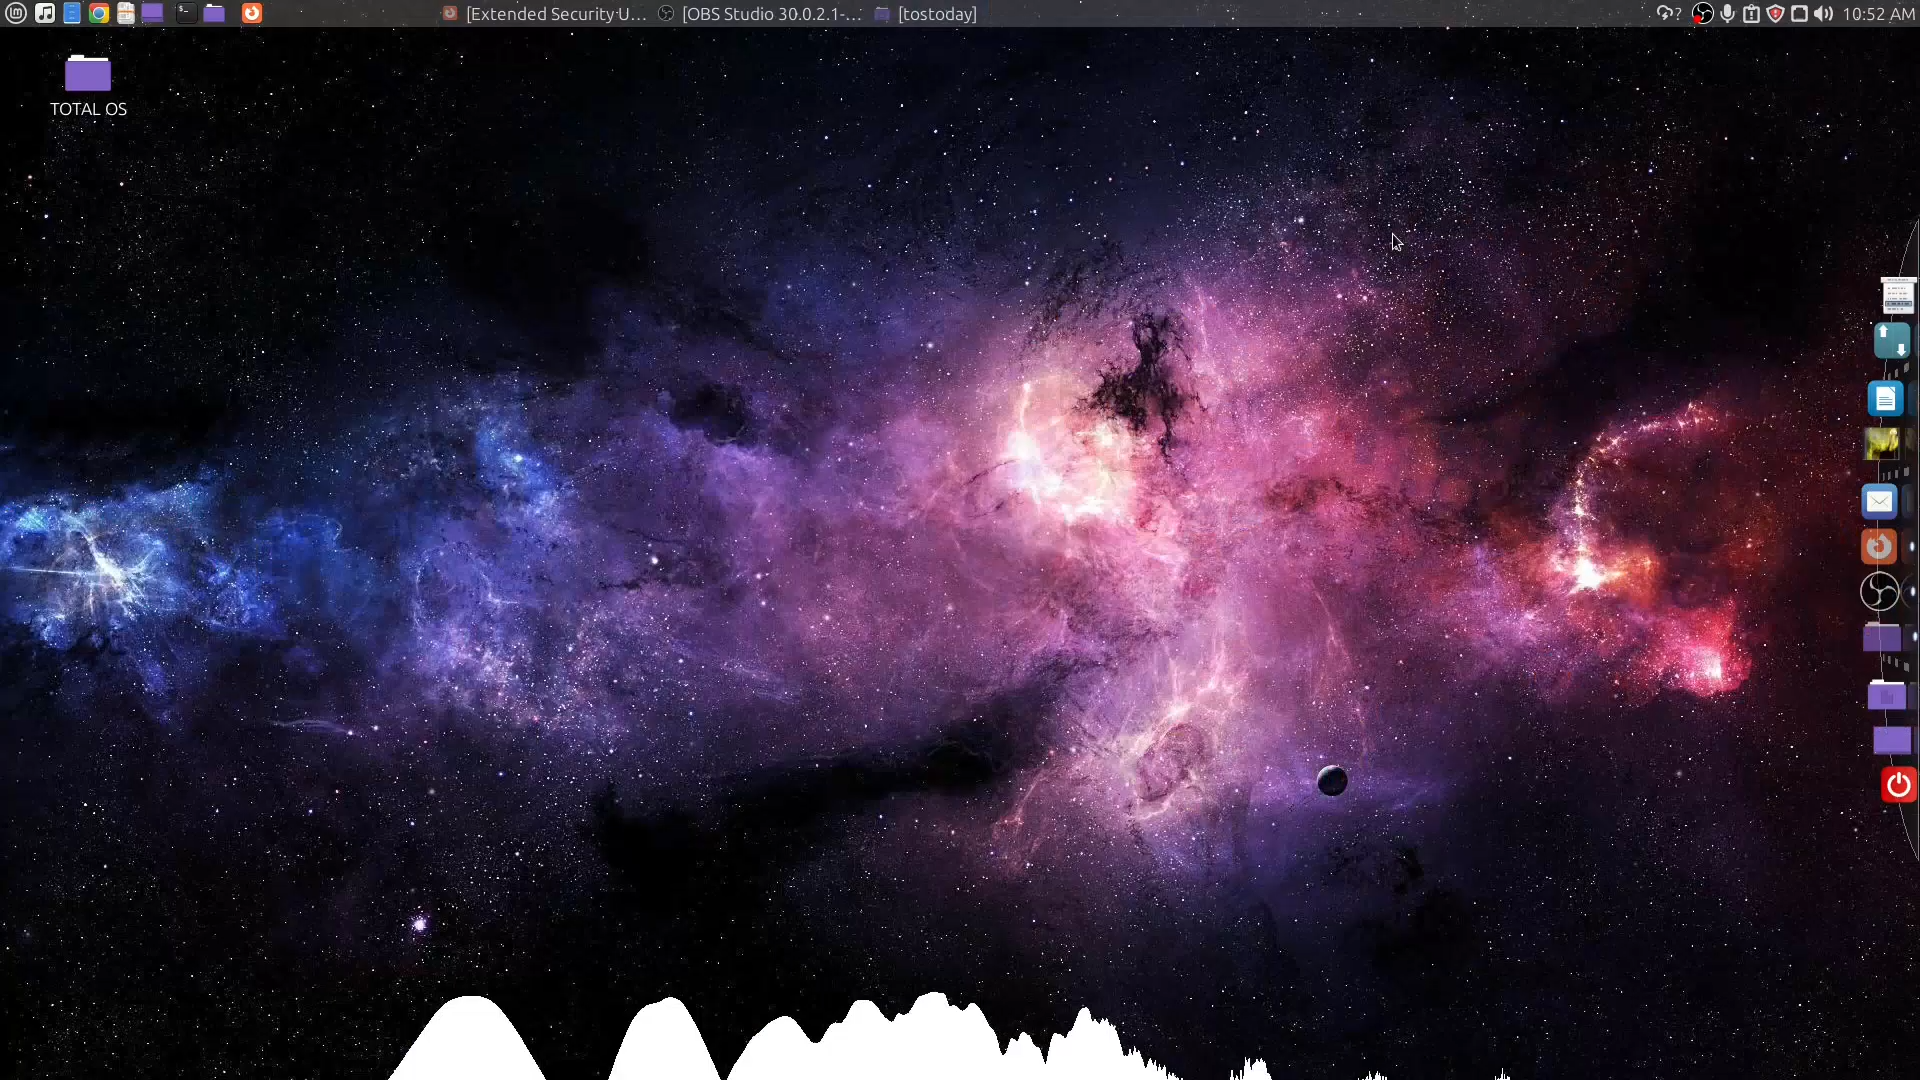 [Extended Security U... [OBS Studio 30.0.2.1-... [tostoday] ? 10:52 AM
TOTAL OS